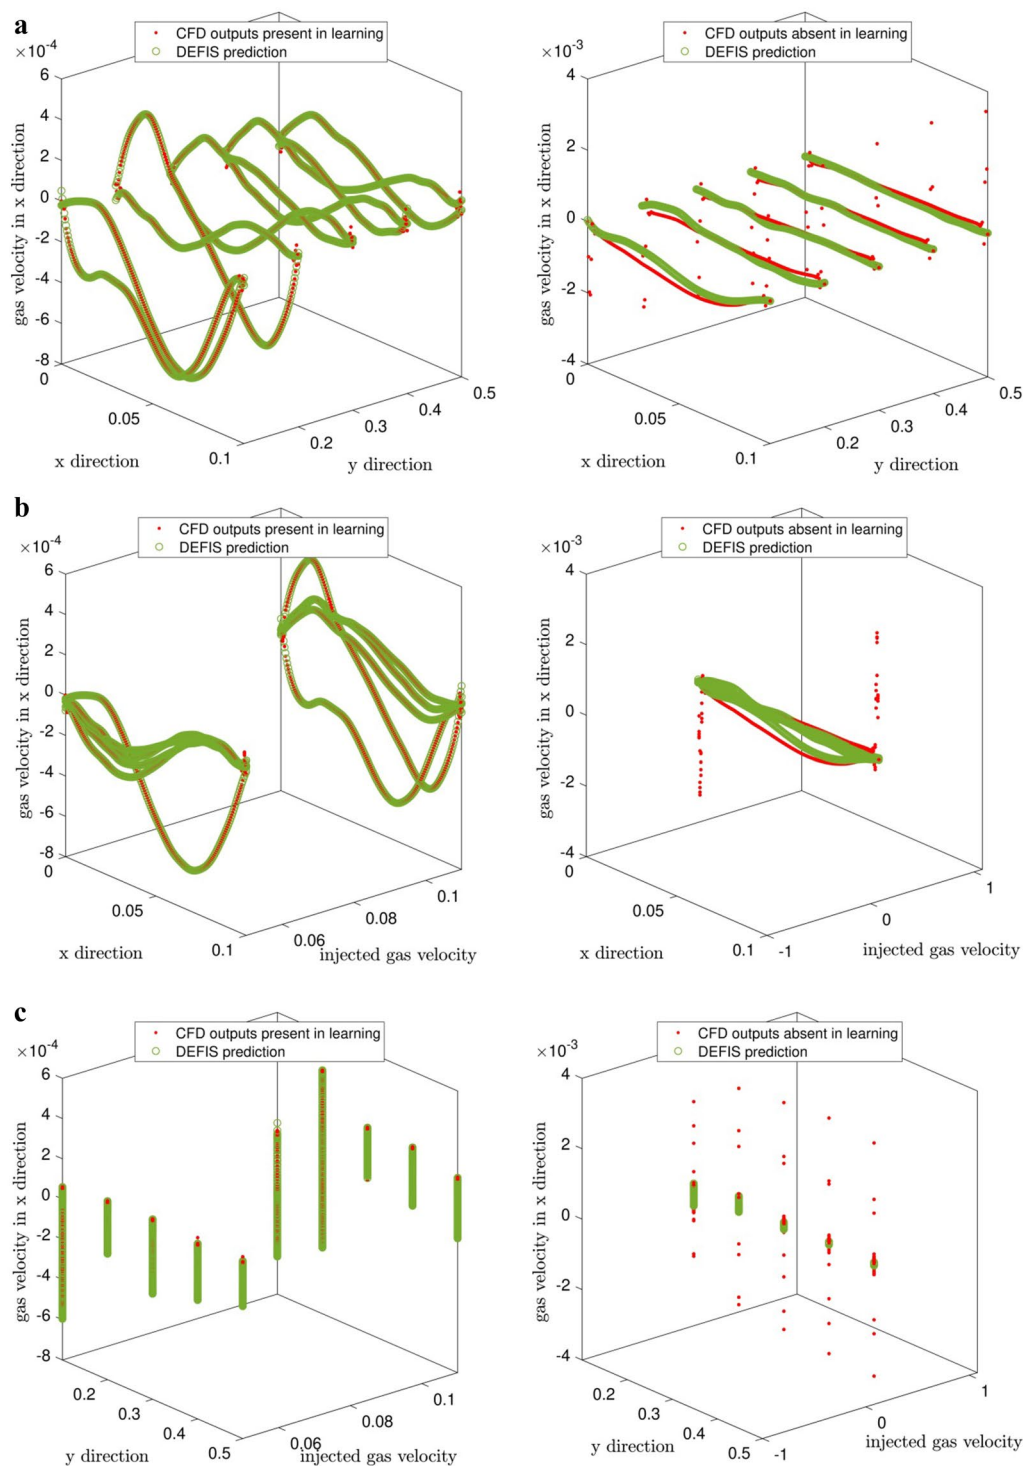 a
CFD outputs present in learning
DEFIS prediction
×10-4
6
4
2
0
-2
-4
-6
-8
gas velocity in x direction
0
0.05
0.1
x direction
0.2
0.3
0.4
0.5
y direction
CFD outputs absent in learning
DEFIS prediction
×10-3
4
2
0
-2
-4
gas velocity in x direction
0
0.05
0.1
x direction
0.2
0.3
0.4
0.5
y direction
b
CFD outputs present in learning
DEFIS prediction
×10-4
6
4
2
0
-2
-4
-6
-8
gas velocity in x direction
0
0.05
0.1
x direction
0.06
0.08
0.1
injected gas velocity
CFD outputs absent in learning
DEFIS prediction
×10-3
4
2
0
-2
-4
gas velocity in x direction
0
0.05
0.1
x direction
-1
0
1
injected gas velocity
c
CFD outputs present in learning
DEFIS prediction
×10-4
6
4
2
0
-2
-4
-6
-8
gas velocity in x direction
0.2
0.3
0.4
0.5
y direction
0.06
0.08
0.1
injected gas velocity
CFD outputs absent in learning
DEFIS prediction
×10-3
4
2
0
-2
-4
gas velocity in x direction
0.2
0.3
0.4
0.5
y direction
-1
0
1
injected gas velocity